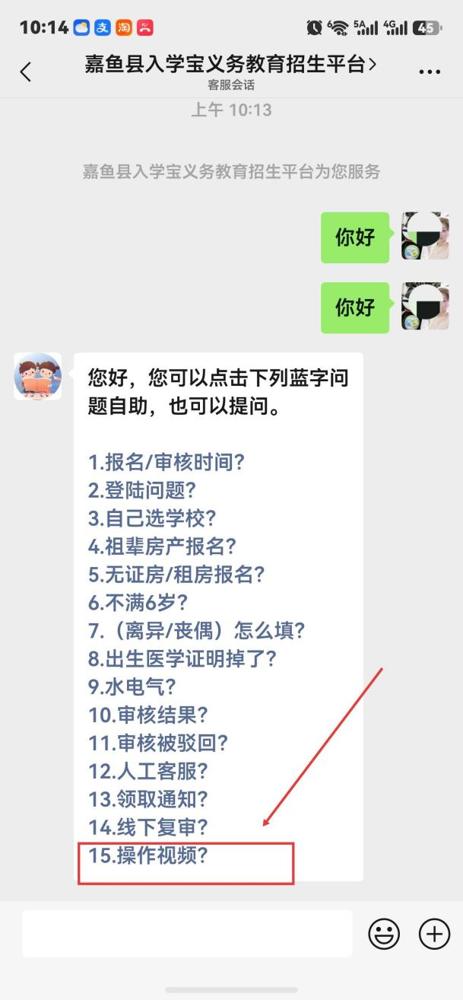 10:14
支
淘
6
5A
4G
45
嘉鱼县入学宝义务教育招生平台
客服会话
上午 10:13
嘉鱼县入学宝义务教育招生平台为您服务
你好
你好
您好，您可以点击下列蓝字问
题自助，也可以提问。
1.报名/审核时间?
2.登陆问题?
3.自己选学校?
4.祖辈房产报名?
5.无证房/租房报名?
6.不满6岁?
7.（离异/丧偶）怎么填?
8.出生医学证明掉了?
9.水电气?
10.审核结果?
11.审核被驳回?
12.人工客服?
13.领取通知?
14.线下复审?
15.操作视频?